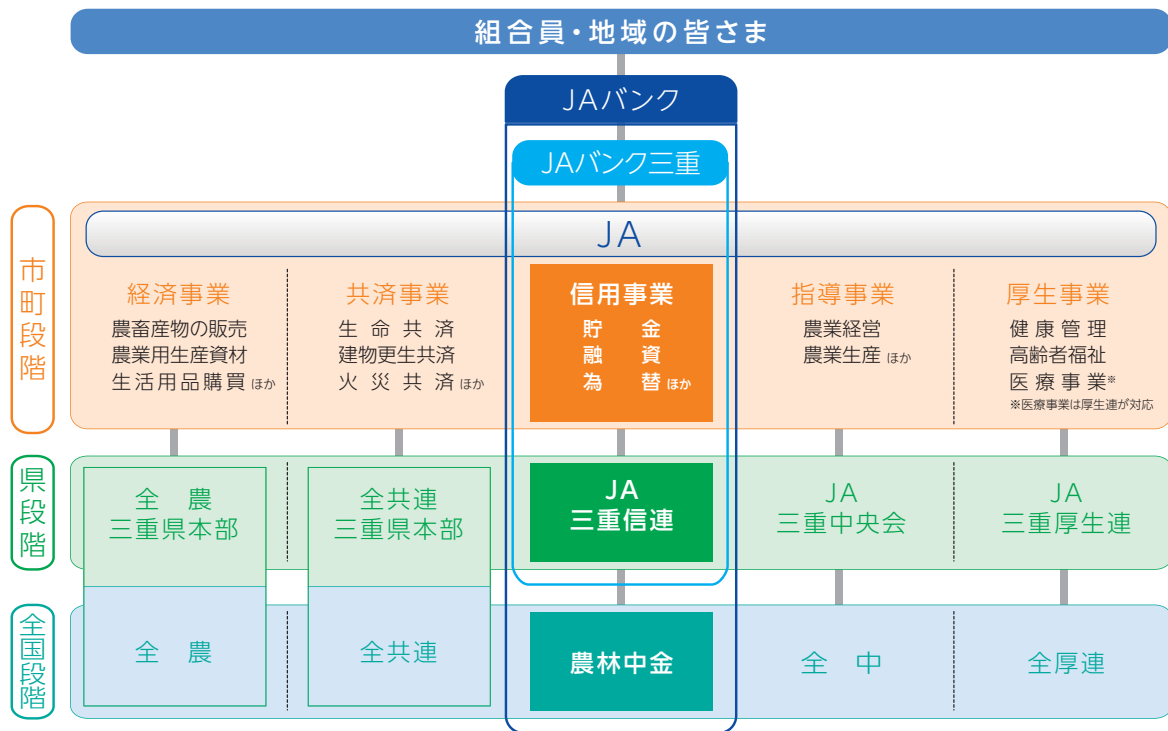 組合員・地域の皆さま
JAバンク
JAバンク三重
市町段階
JA
経済事業
農畜産物の販売
農業用生産資材
生活用品購買 ほか
共済事業
生命共済
建物更生共済
火災共済 ほか
信用事業
貯金
融資
為替 ほか
指導事業
農業経営
農業生産 ほか
厚生事業
健康管理
高齢者福祉
医療事業※
※医療事業は厚生連が対応
県段階
全農
三重県本部
全共連
三重県本部
JA
三重信連
JA
三重中央会
JA
三重厚生連
全国段階
全農
全共連
農林中金
全中
全厚連